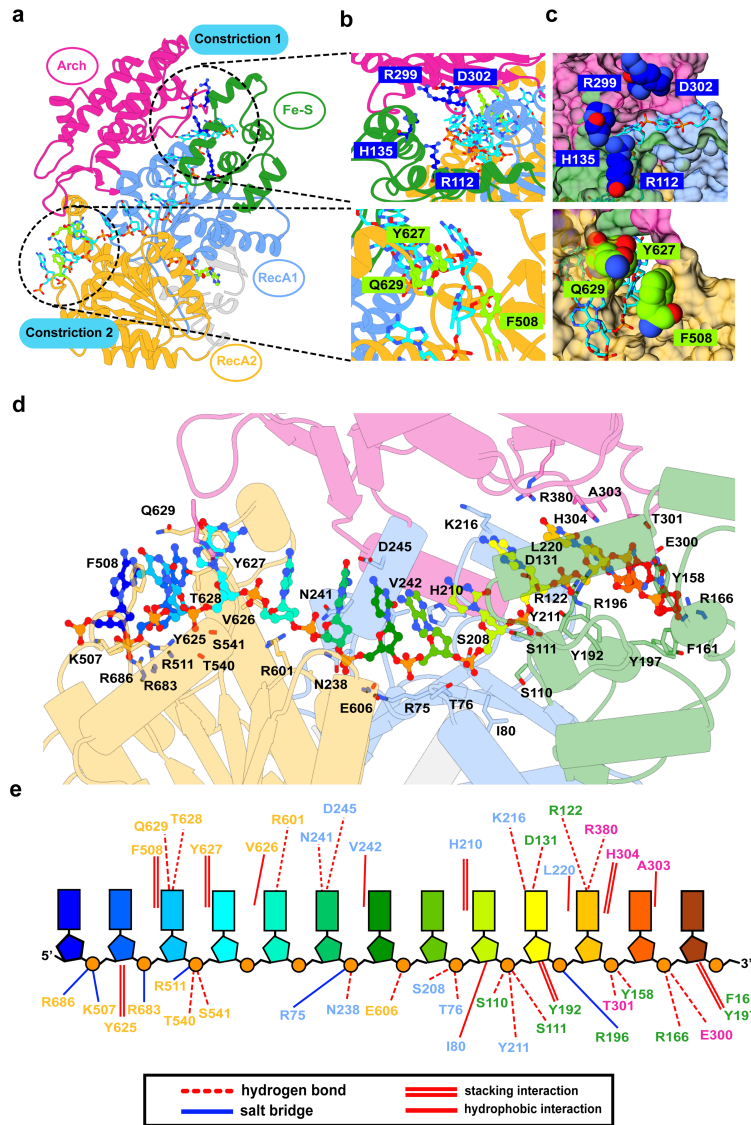 a
b
c
Constriction 1
Arch
Fe-S
RecA1
Constriction 2
RecA2
R299
D302
H135
R112
Y627
Q629
F508
R299
D302
H135
R112
Y627
Q629
F508
d
Q629
F508
Y627
T628
V626
Y625
S541
K507
R511
T540
R686
R683
R601
N241
D245
N238
E606
V242
R75
T76
I80
H210
S208
K216
L220
D131
R122
Y211
S111
S110
R380
A303
H304
T301
E300
Y158
R166
R196
Y192
Y197
F161
e
D245
R122
T628
R601
K216
R380
Q629
N241
D131
F508
Y627
V626
V242
H210
H304
L220
A303
5'
3'
R686
K507
R683
R511
Y625
T540
S541
R75
N238
E606
S208
T76
I80
S110
Y211
S111
Y192
R196
T301
Y158
R166
E300
F16
Y197
hydrogen bond
stacking interaction
salt bridge
hydrophobic interaction